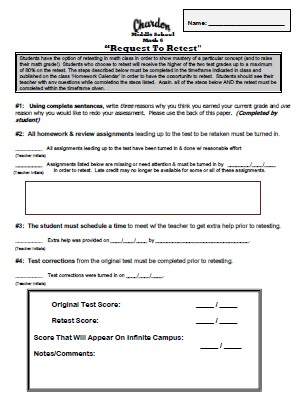 Chardon
Middle School
Math 6
Name:
"Request To Retest"
Students have the option of retesting in math class in order to show mastery of a particular concept (and to raise
their math grade!) Students who choose to retest will receive the higher of the two test grades up to a maximum
of 80% on the retest. The steps described below must be completed in the timeframe indicated in class and
published on the class 'Homework Calendar' in order to have the opportunity to retest. Students should see their
teacher with any questions while completing the steps listed. Again, all of the steps below AND the retest must be
completed within the timeframe given.
#1: Using complete sentences, write three reasons why you think you earned your current grade and one
reason why you would like to redo your assessment. Please use the back of this paper. (Completed by
student)
#2: All homework & review assignments leading up to the test to be retaken must be turned in.
________ All assignments leading up to the test have been turned in & done w/ reasonable effort
(Teacher Initials)
________ Assignments listed below are missing or need attention & must be turned in by ____/____/____
(Teacher Initials) in order to retest. Late credit may no longer be available for some or all of these assignments.
#3: The student must schedule a time to meet w/ the teacher to get extra help prior to retesting.
________ Extra help was provided on ___/___/___ by ____________________.
(Teacher Initials)
#4: Test corrections from the original test must be completed prior to retesting.
________ Test corrections were turned in on ____/____/____.
(Teacher Initials)
Original Test Score: ____ / ____
Retest Score: ____ / ____
Score That Will Appear On Infinite Campus:
____ / ____
Notes/Comments: